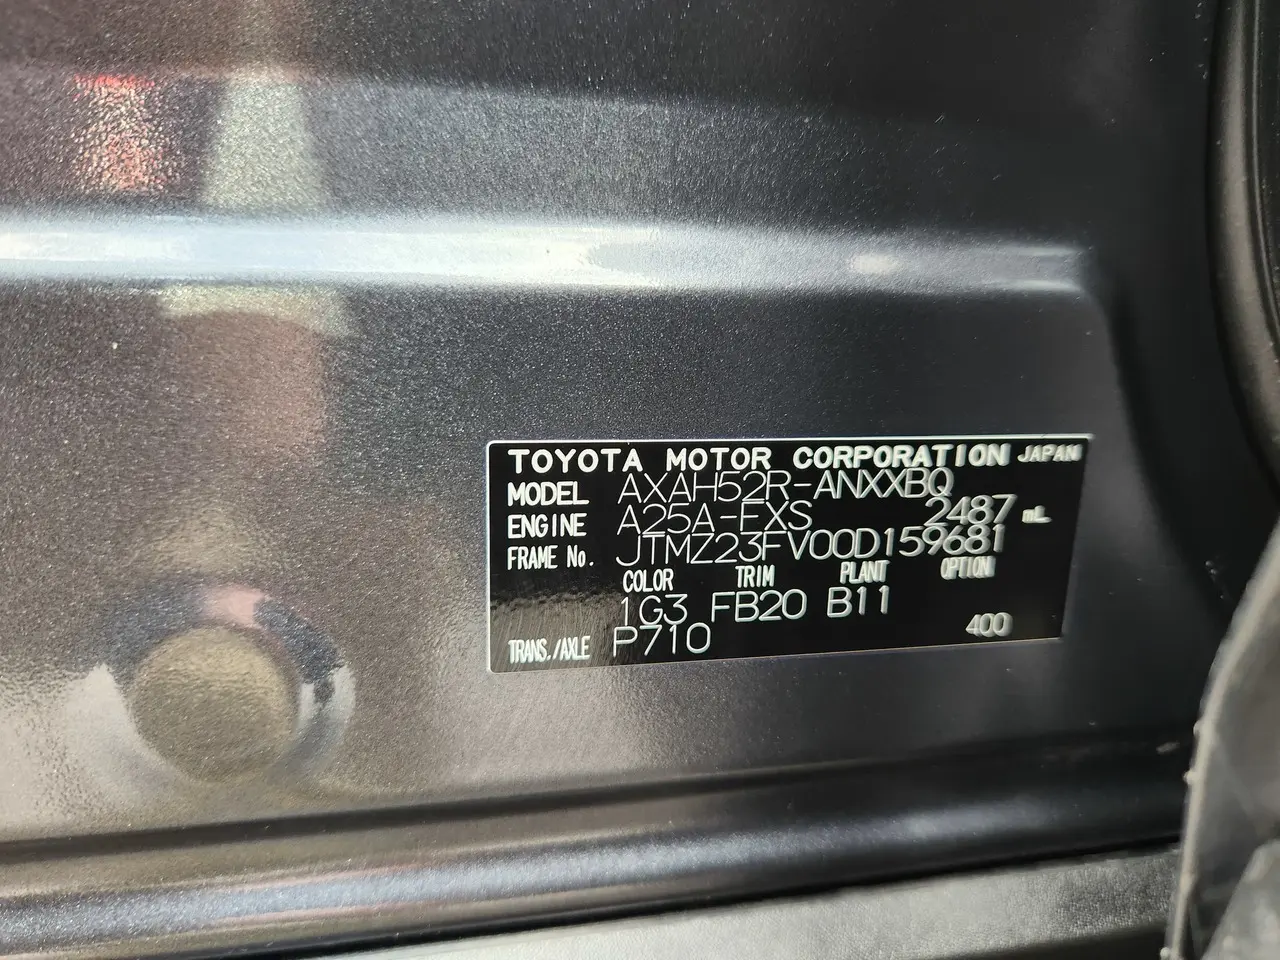 TOYOTA MOTOR CORPORATION JAPAN
MODEL AXAH52R-ANXXBQ
ENGINE A25A-FXS 2487 mL
FRAME No. JTMZ23FV00D159681
COLOR TRIM PLANT OPTION
1G3 FB20 B11
TRANS./AXLE P710 400